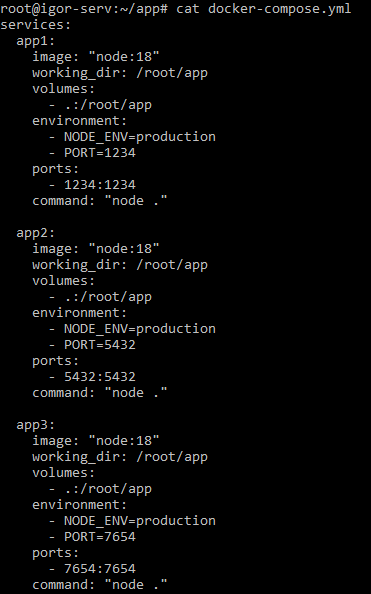 root@igor-serv:~/app# cat docker-compose.yml
services:
  app1:
    image: "node:18"
    working_dir: /root/app
    volumes:
      - .:/root/app
    environment:
      - NODE_ENV=production
      - PORT=1234
    ports:
      - 1234:1234
    command: "node ."

  app2:
    image: "node:18"
    working_dir: /root/app
    volumes:
      - .:/root/app
    environment:
      - NODE_ENV=production
      - PORT=5432
    ports:
      - 5432:5432
    command: "node ."

  app3:
    image: "node:18"
    working_dir: /root/app
    volumes:
      - .:/root/app
    environment:
      - NODE_ENV=production
      - PORT=7654
    ports:
      - 7654:7654
    command: "node ."